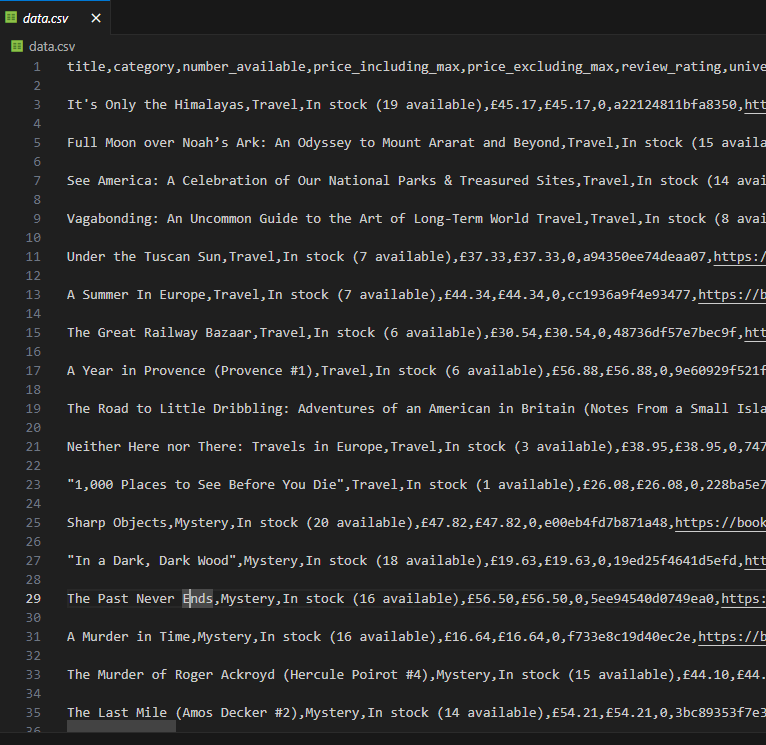 data.csv
data.csv
1 title,category,number_available,price_including_max,price_excluding_max,review_rating,unive
2
3 It's Only the Himalayas,Travel,In stock (19 available),£45.17,£45.17,0,a22124811bfa8350,htt
4
5 Full Moon over Noah’s Ark: An Odyssey to Mount Ararat and Beyond,Travel,In stock (15 availa
6
7 See America: A Celebration of Our National Parks & Treasured Sites,Travel,In stock (14 avai
8
9 Vagabonding: An Uncommon Guide to the Art of Long-Term World Travel,Travel,In stock (8 avai
10
11 Under the Tuscan Sun,Travel,In stock (7 available),£37.33,£37.33,0,a94350ee74deaa07,https:/
12
13 A Summer In Europe,Travel,In stock (7 available),£44.34,£44.34,0,cc1936a9f4e93477,https://b
14
15 The Great Railway Bazaar,Travel,In stock (6 available),£30.54,£30.54,0,48736df57e7bec9f,htt
16
17 A Year in Provence (Provence #1),Travel,In stock (6 available),£56.88,£56.88,0,9e60929f521f
18
19 The Road to Little Dribbling: Adventures of an American in Britain (Notes From a Small Isla
20
21 Neither Here nor There: Travels in Europe,Travel,In stock (3 available),£38.95,£38.95,0,747
22
23 "1,000 Places to See Before You Die",Travel,In stock (1 available),£26.08,£26.08,0,228ba5e7
24
25 Sharp Objects,Mystery,In stock (20 available),£47.82,£47.82,0,e00eb4fd7b871a48,https://book
26
27 "In a Dark, Dark Wood",Mystery,In stock (18 available),£19.63,£19.63,0,19ed25f4641d5efd,htt
28
29 The Past Never Ends,Mystery,In stock (16 available),£56.50,£56.50,0,5ee94540d0749ea0,https:
30
31 A Murder in Time,Mystery,In stock (16 available),£16.64,£16.64,0,f733e8c19d40ec2e,https://b
32
33 The Murder of Roger Ackroyd (Hercule Poirot #4),Mystery,In stock (15 available),£44.10,£44.
34
35 The Last Mile (Amos Decker #2),Mystery,In stock (14 available),£54.21,£54.21,0,3bc89353f7e3
36